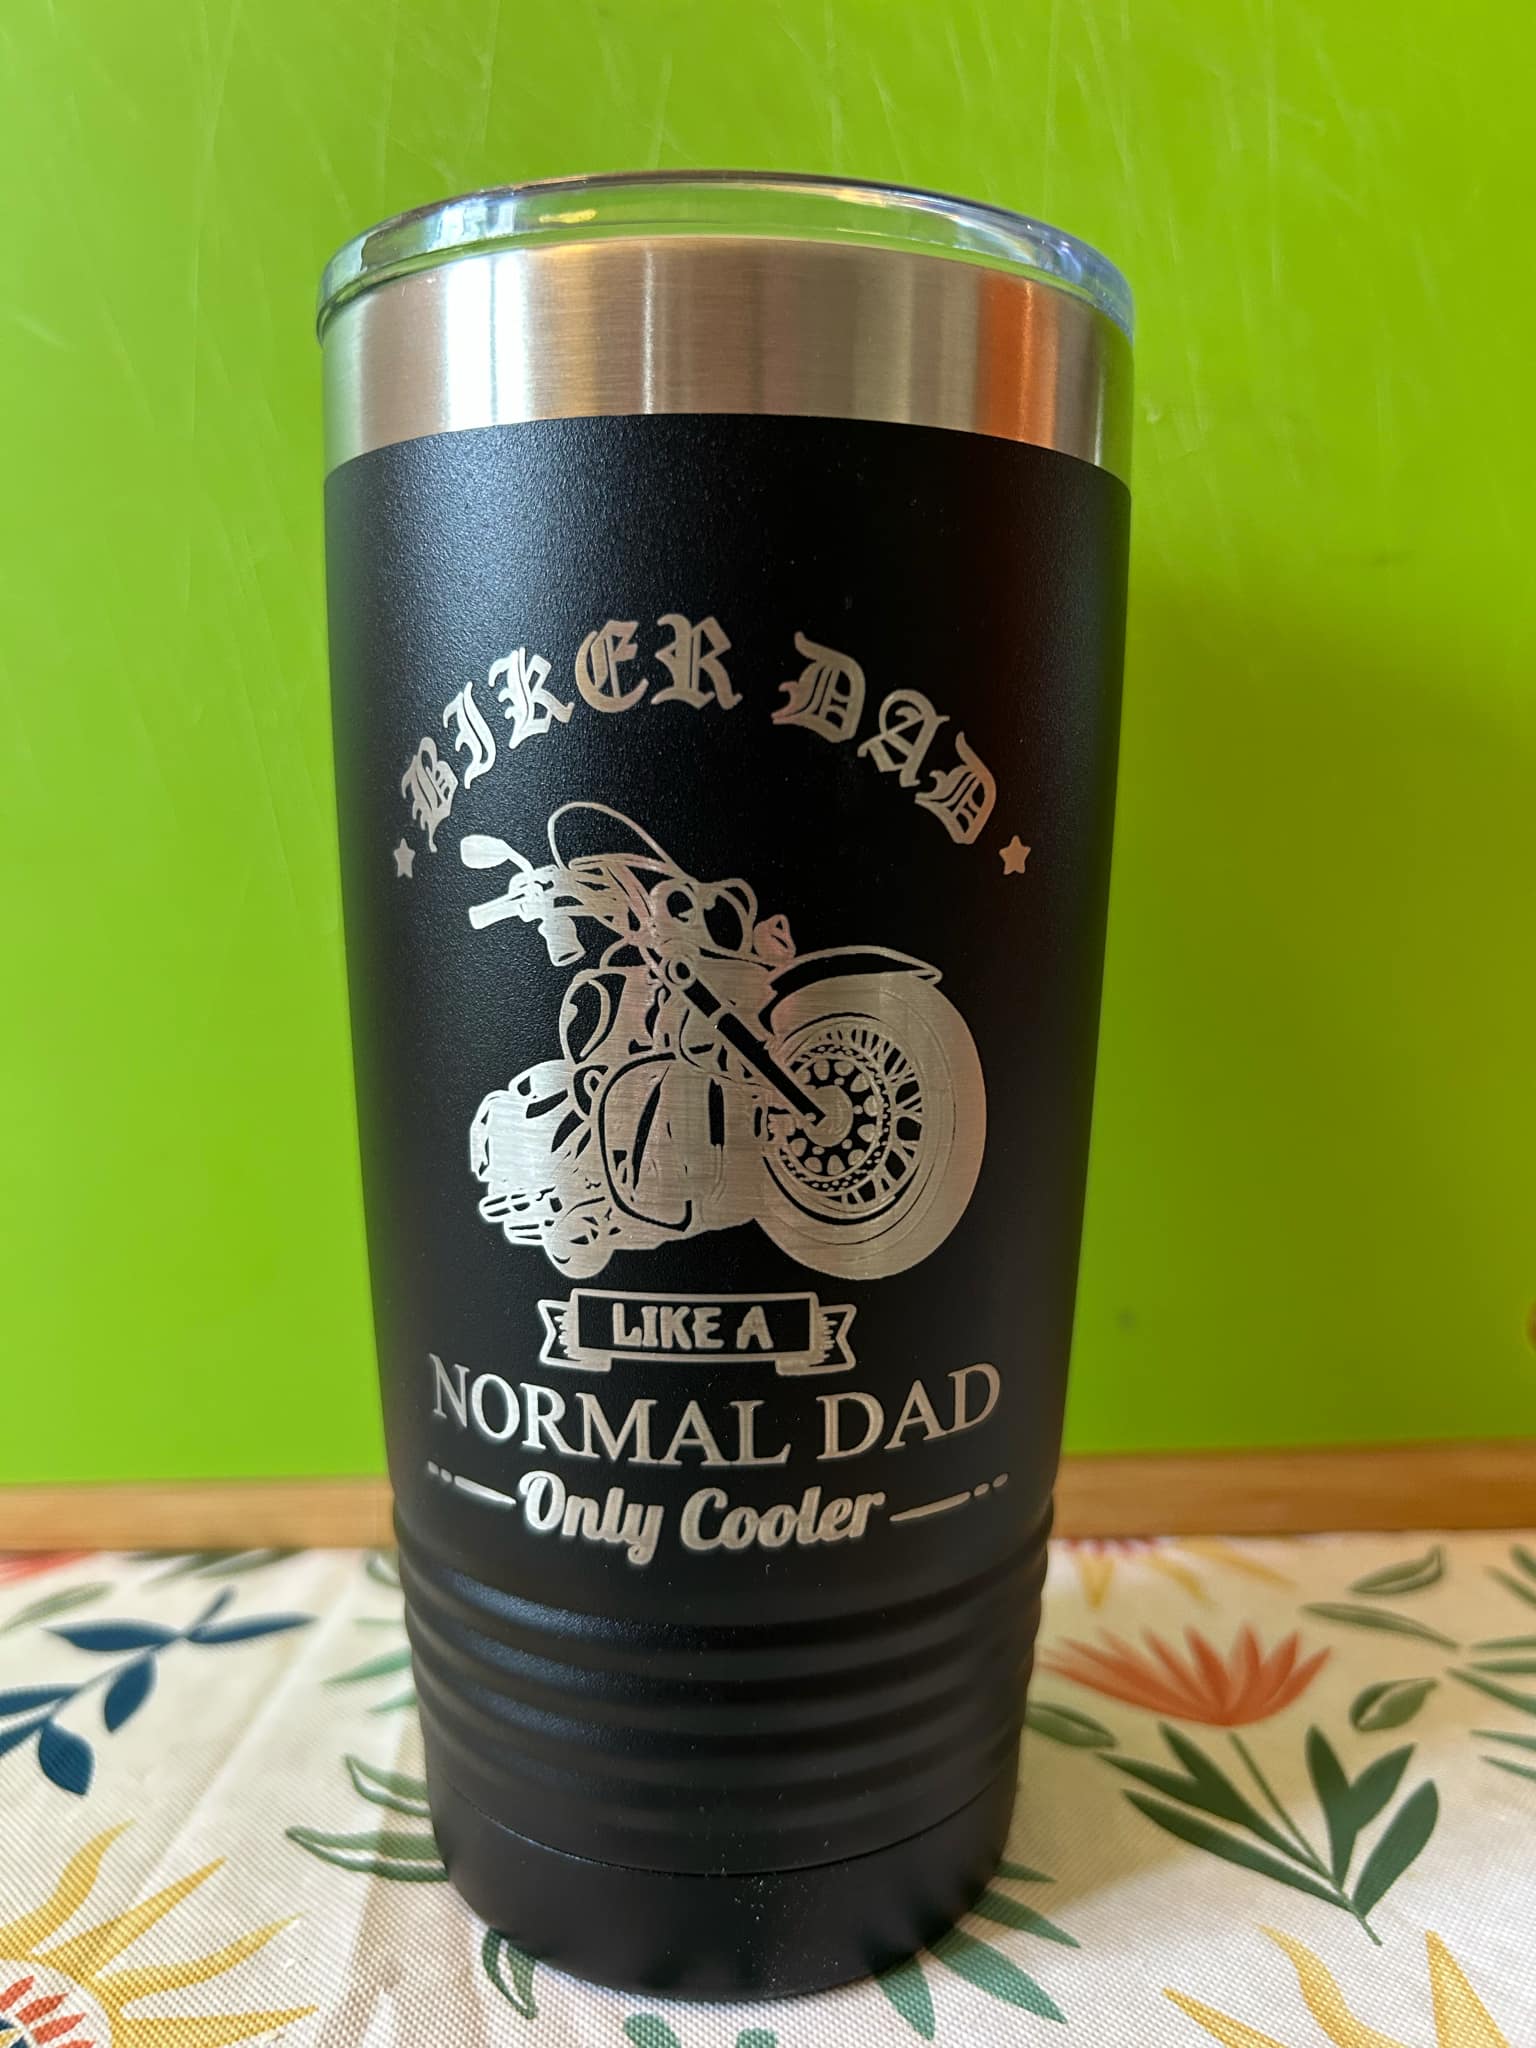 BIKER DAD
LIKE A
NORMAL DAD
Only Cooler